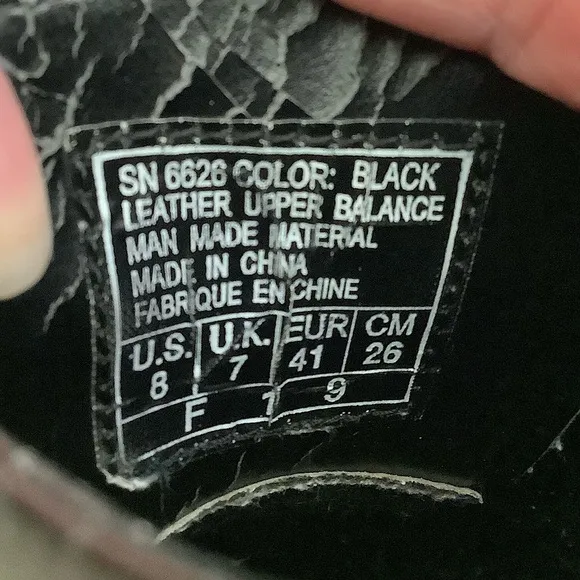 SN 6626 COLOR: BLACK
LEATHER UPPER BALANCE
MAN MADE MATERIAL
MADE IN CHINA
FABRIQUE EN CHINE
U.S. U.K. EUR CM
8 7 41 26
F 1 9